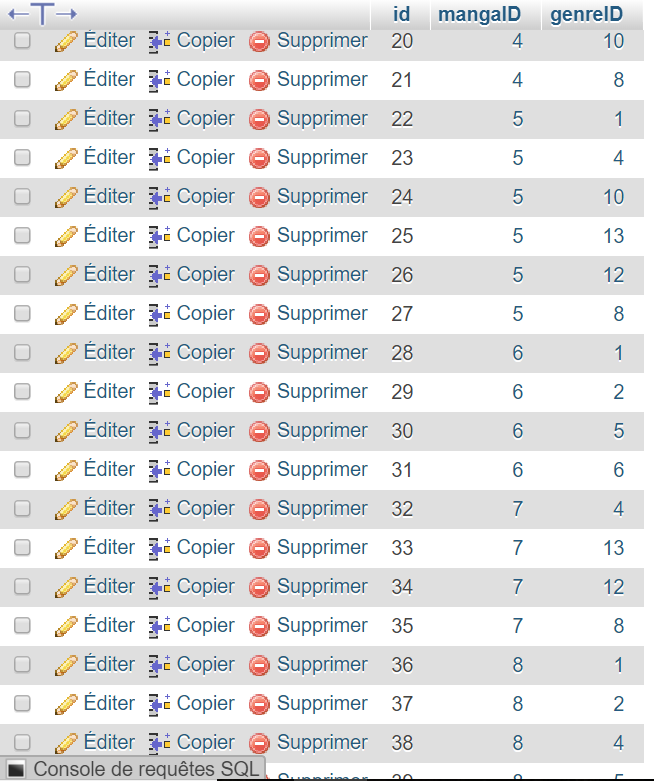 id mangaID genreID
Éditer Copier Supprimer 20 4 10
Éditer Copier Supprimer 21 4 8
Éditer Copier Supprimer 22 5 1
Éditer Copier Supprimer 23 5 4
Éditer Copier Supprimer 24 5 10
Éditer Copier Supprimer 25 5 13
Éditer Copier Supprimer 26 5 12
Éditer Copier Supprimer 27 5 8
Éditer Copier Supprimer 28 6 1
Éditer Copier Supprimer 29 6 2
Éditer Copier Supprimer 30 6 5
Éditer Copier Supprimer 31 6 6
Éditer Copier Supprimer 32 7 4
Éditer Copier Supprimer 33 7 13
Éditer Copier Supprimer 34 7 12
Éditer Copier Supprimer 35 7 8
Éditer Copier Supprimer 36 8 1
Éditer Copier Supprimer 37 8 2
Éditer Copier Supprimer 38 8 4
Console de requêtes SQL